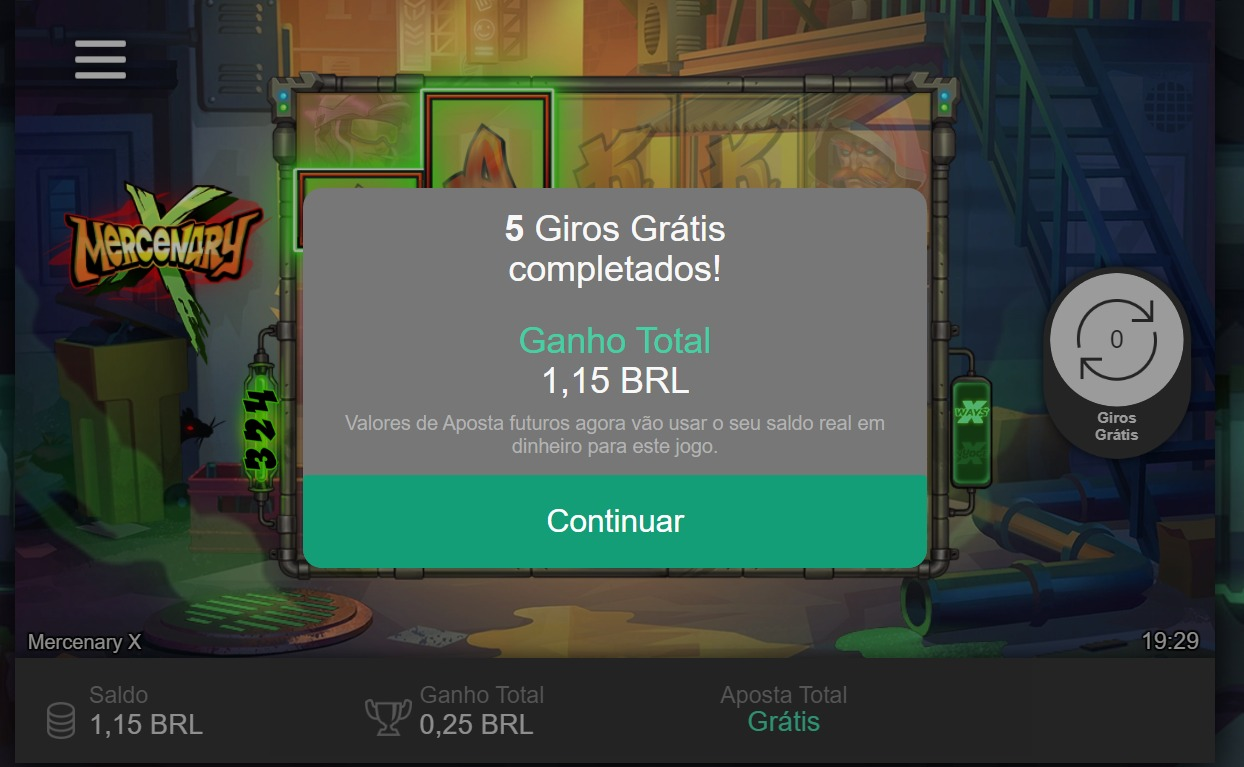 MERCENARY
X
A
K K
5 Giros Grátis
completados!
Ganho Total
1,15 BRL
Valores de Aposta futuros agora vão usar o seu saldo real em
dinheiro para este jogo.
Continuar
324
X
WAYS
0
Giros
Grátis
Mercenary X
19:29
Saldo
1,15 BRL
Ganho Total
0,25 BRL
Aposta Total
Grátis